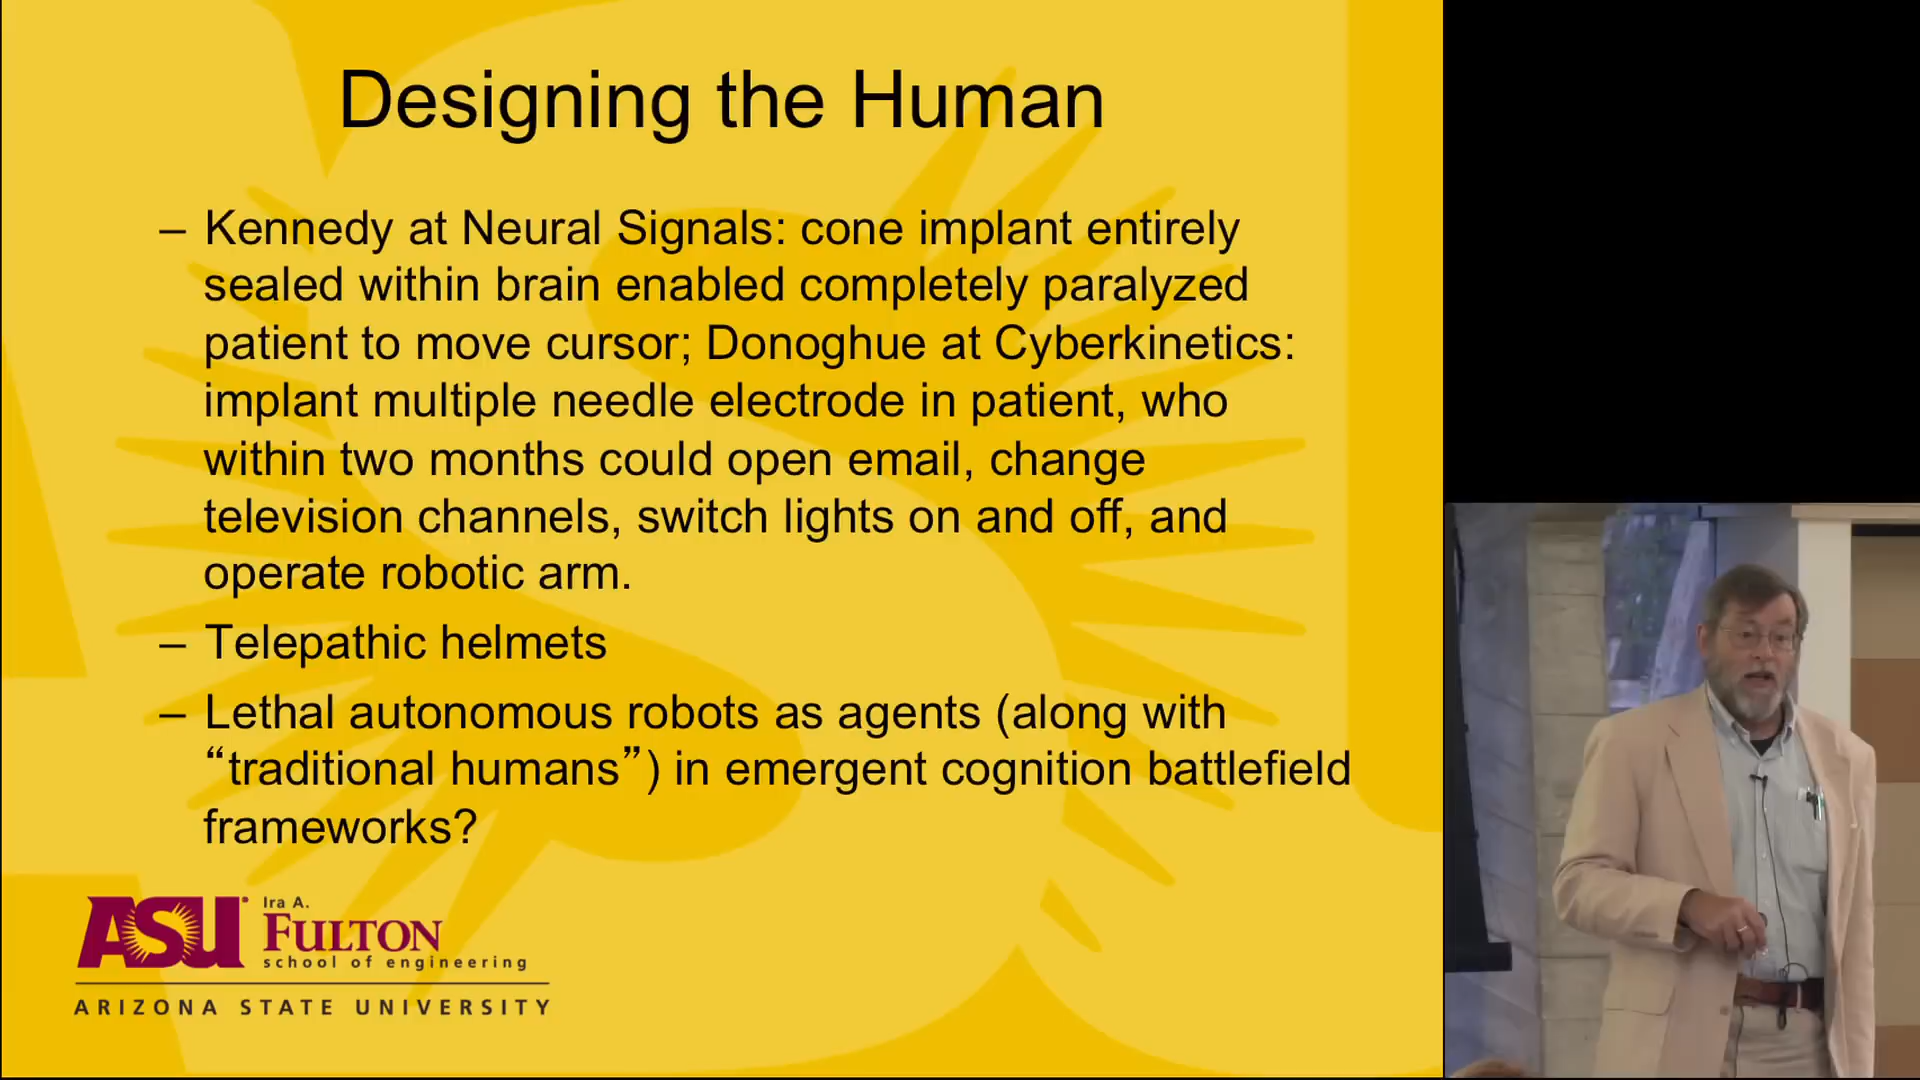 Designing the Human
– Kennedy at Neural Signals: cone implant entirely
sealed within brain enabled completely paralyzed
patient to move cursor; Donoghue at Cyberkinetics:
implant multiple needle electrode in patient, who
within two months could open email, change
television channels, switch lights on and off, and
operate robotic arm.
– Telepathic helmets
– Lethal autonomous robots as agents (along with
“traditional humans”) in emergent cognition battlefield
frameworks?
ASU
Ira A.
FULTON
school of engineering
ARIZONA STATE UNIVERSITY